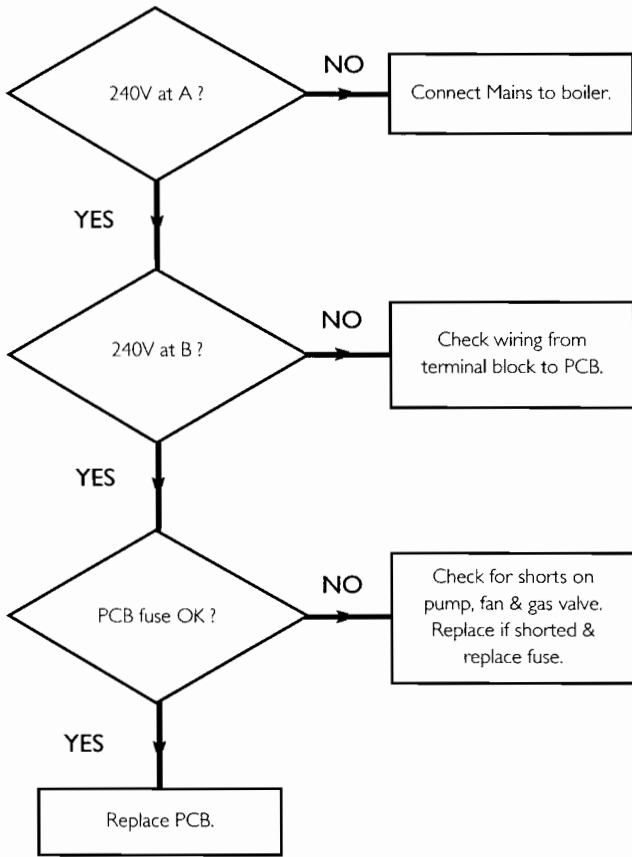 240V at A ?
NO
Connect Mains to boiler.
YES
240V at B ?
NO
Check wiring from
terminal block to PCB.
YES
PCB fuse OK ?
NO
Check for shorts on
pump, fan & gas valve.
Replace if shorted &
replace fuse.
YES
Replace PCB.